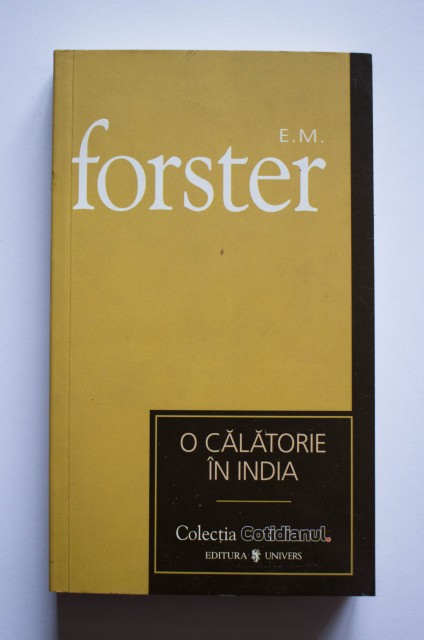 E.M.
forster
O CĂLĂTORIE
ÎN INDIA
Colecția Cotidianul.
EDITURA UNIVERS